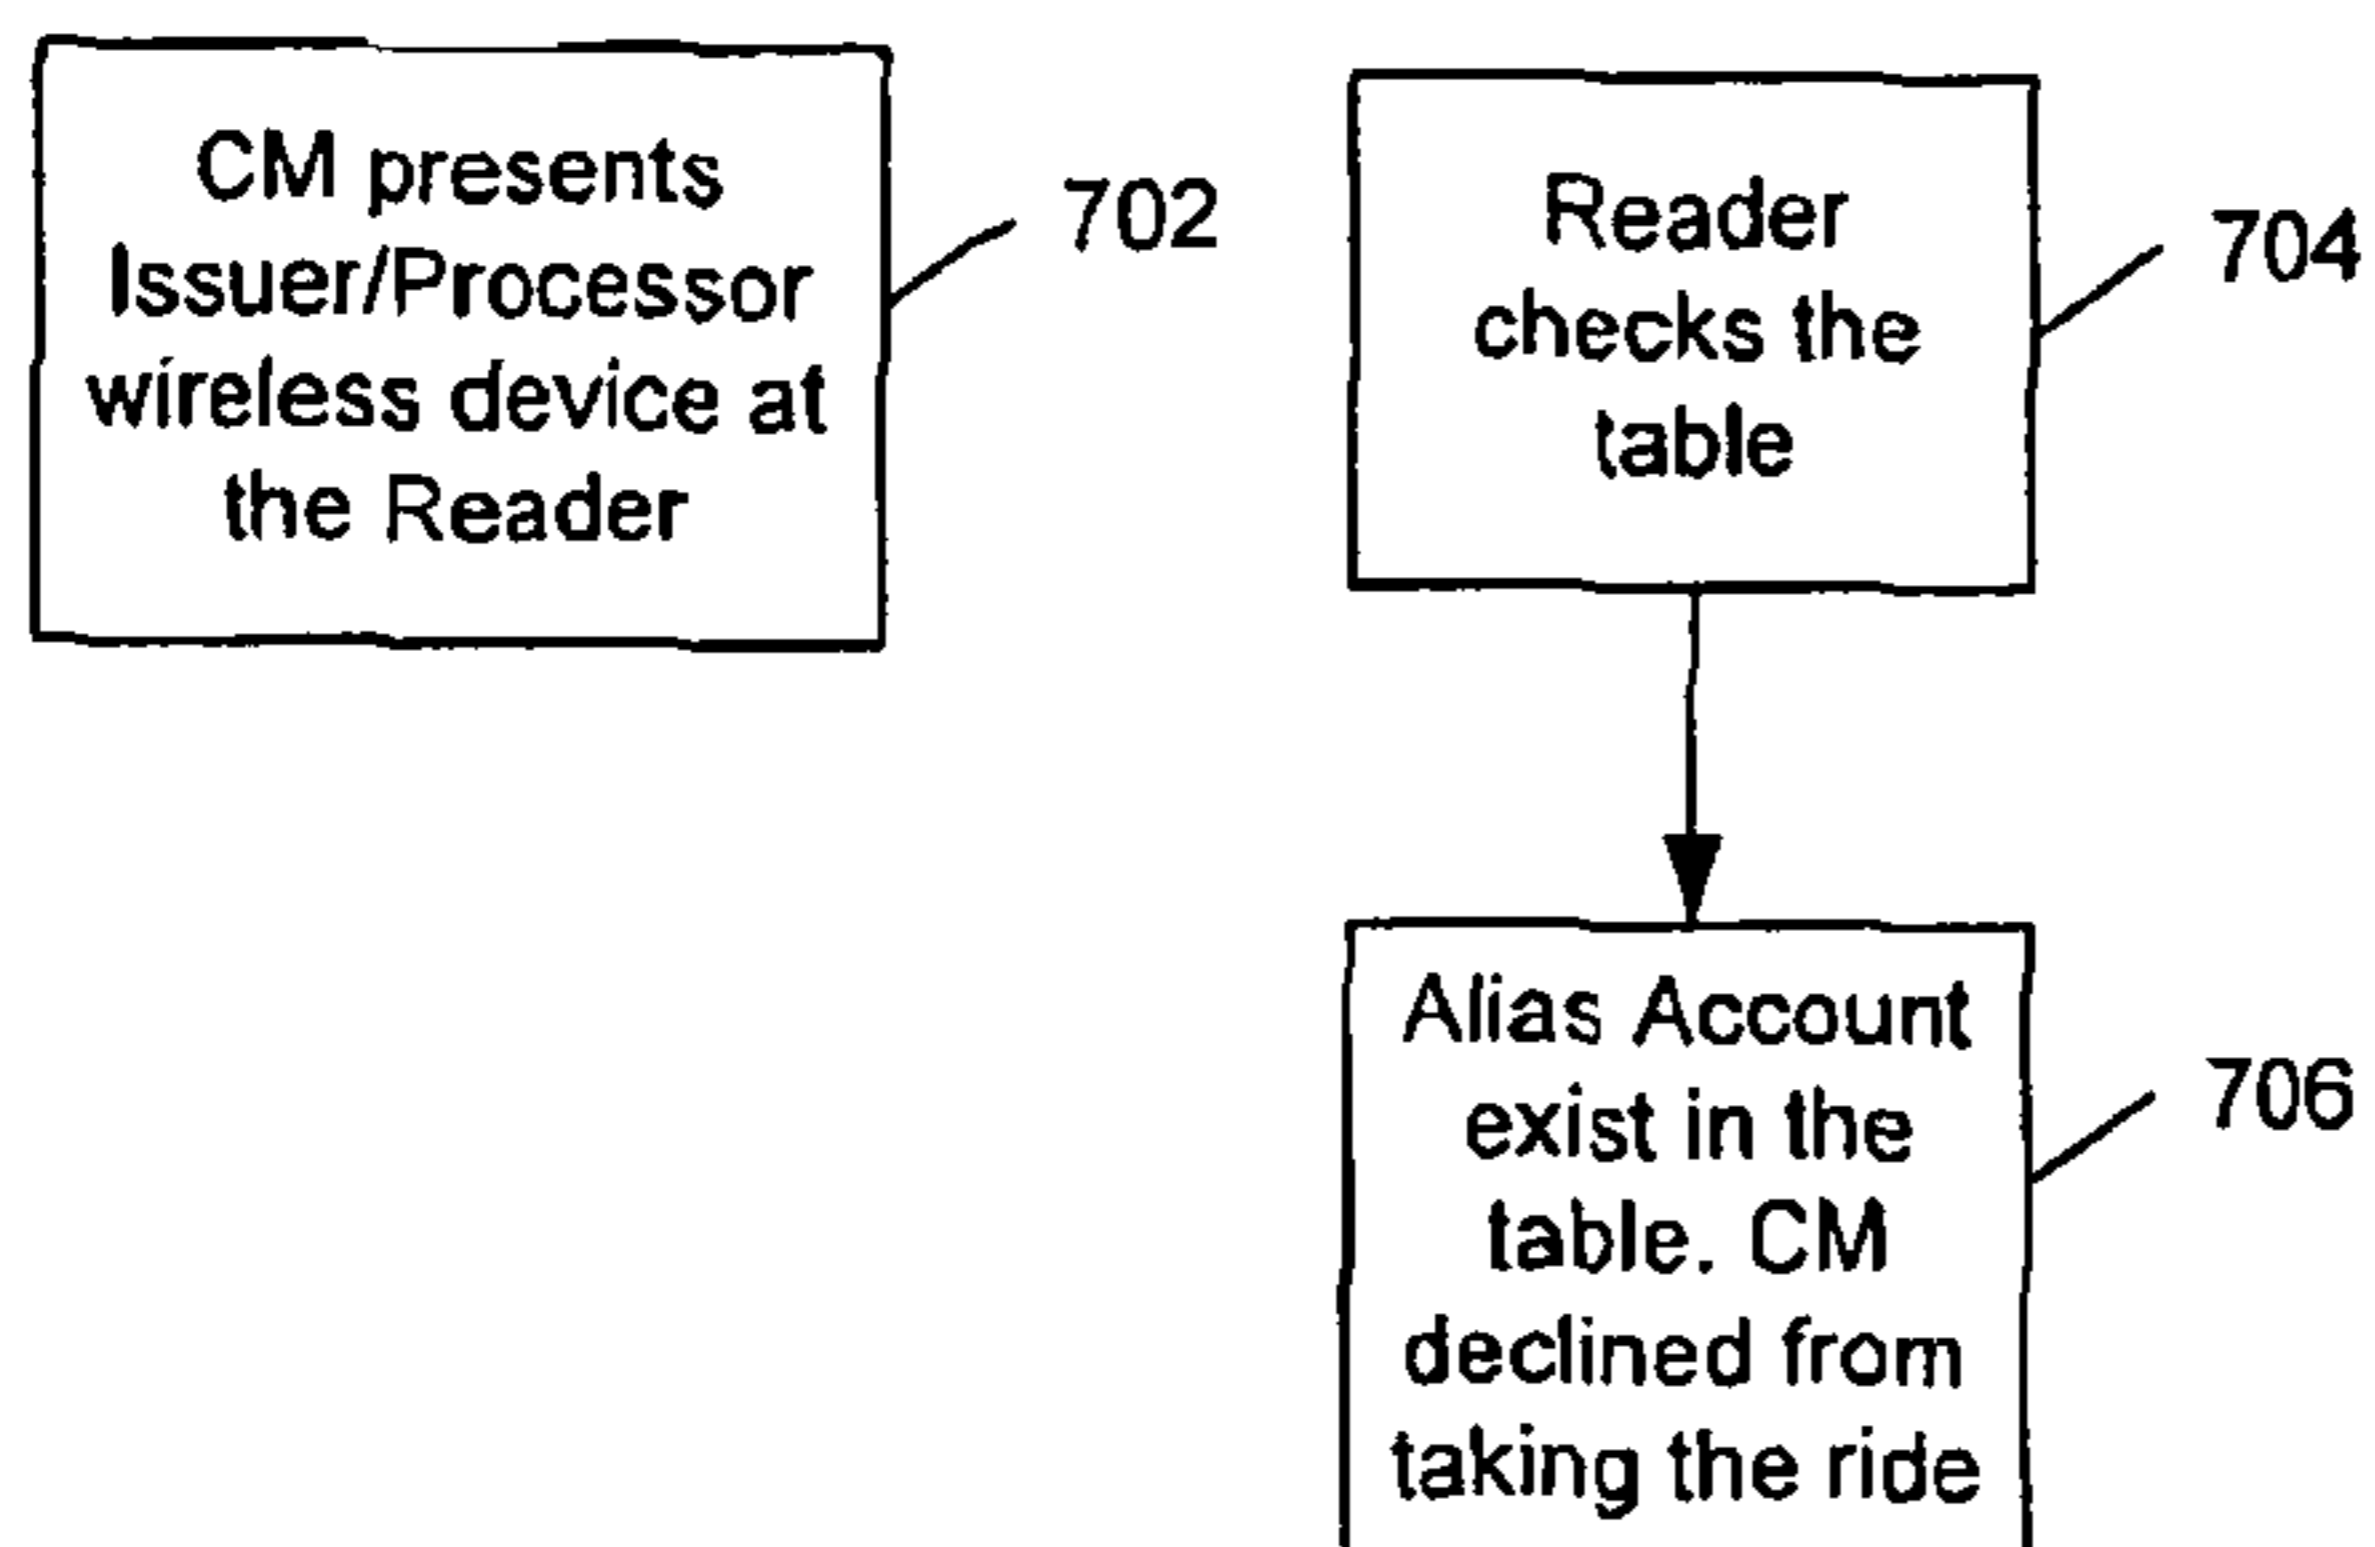 CM presents
Issuer/Processor
wireless device at
the Reader
702
Reader
checks the
table
704
Alias Account
exist in the
table. CM
declined from
taking the ride
706